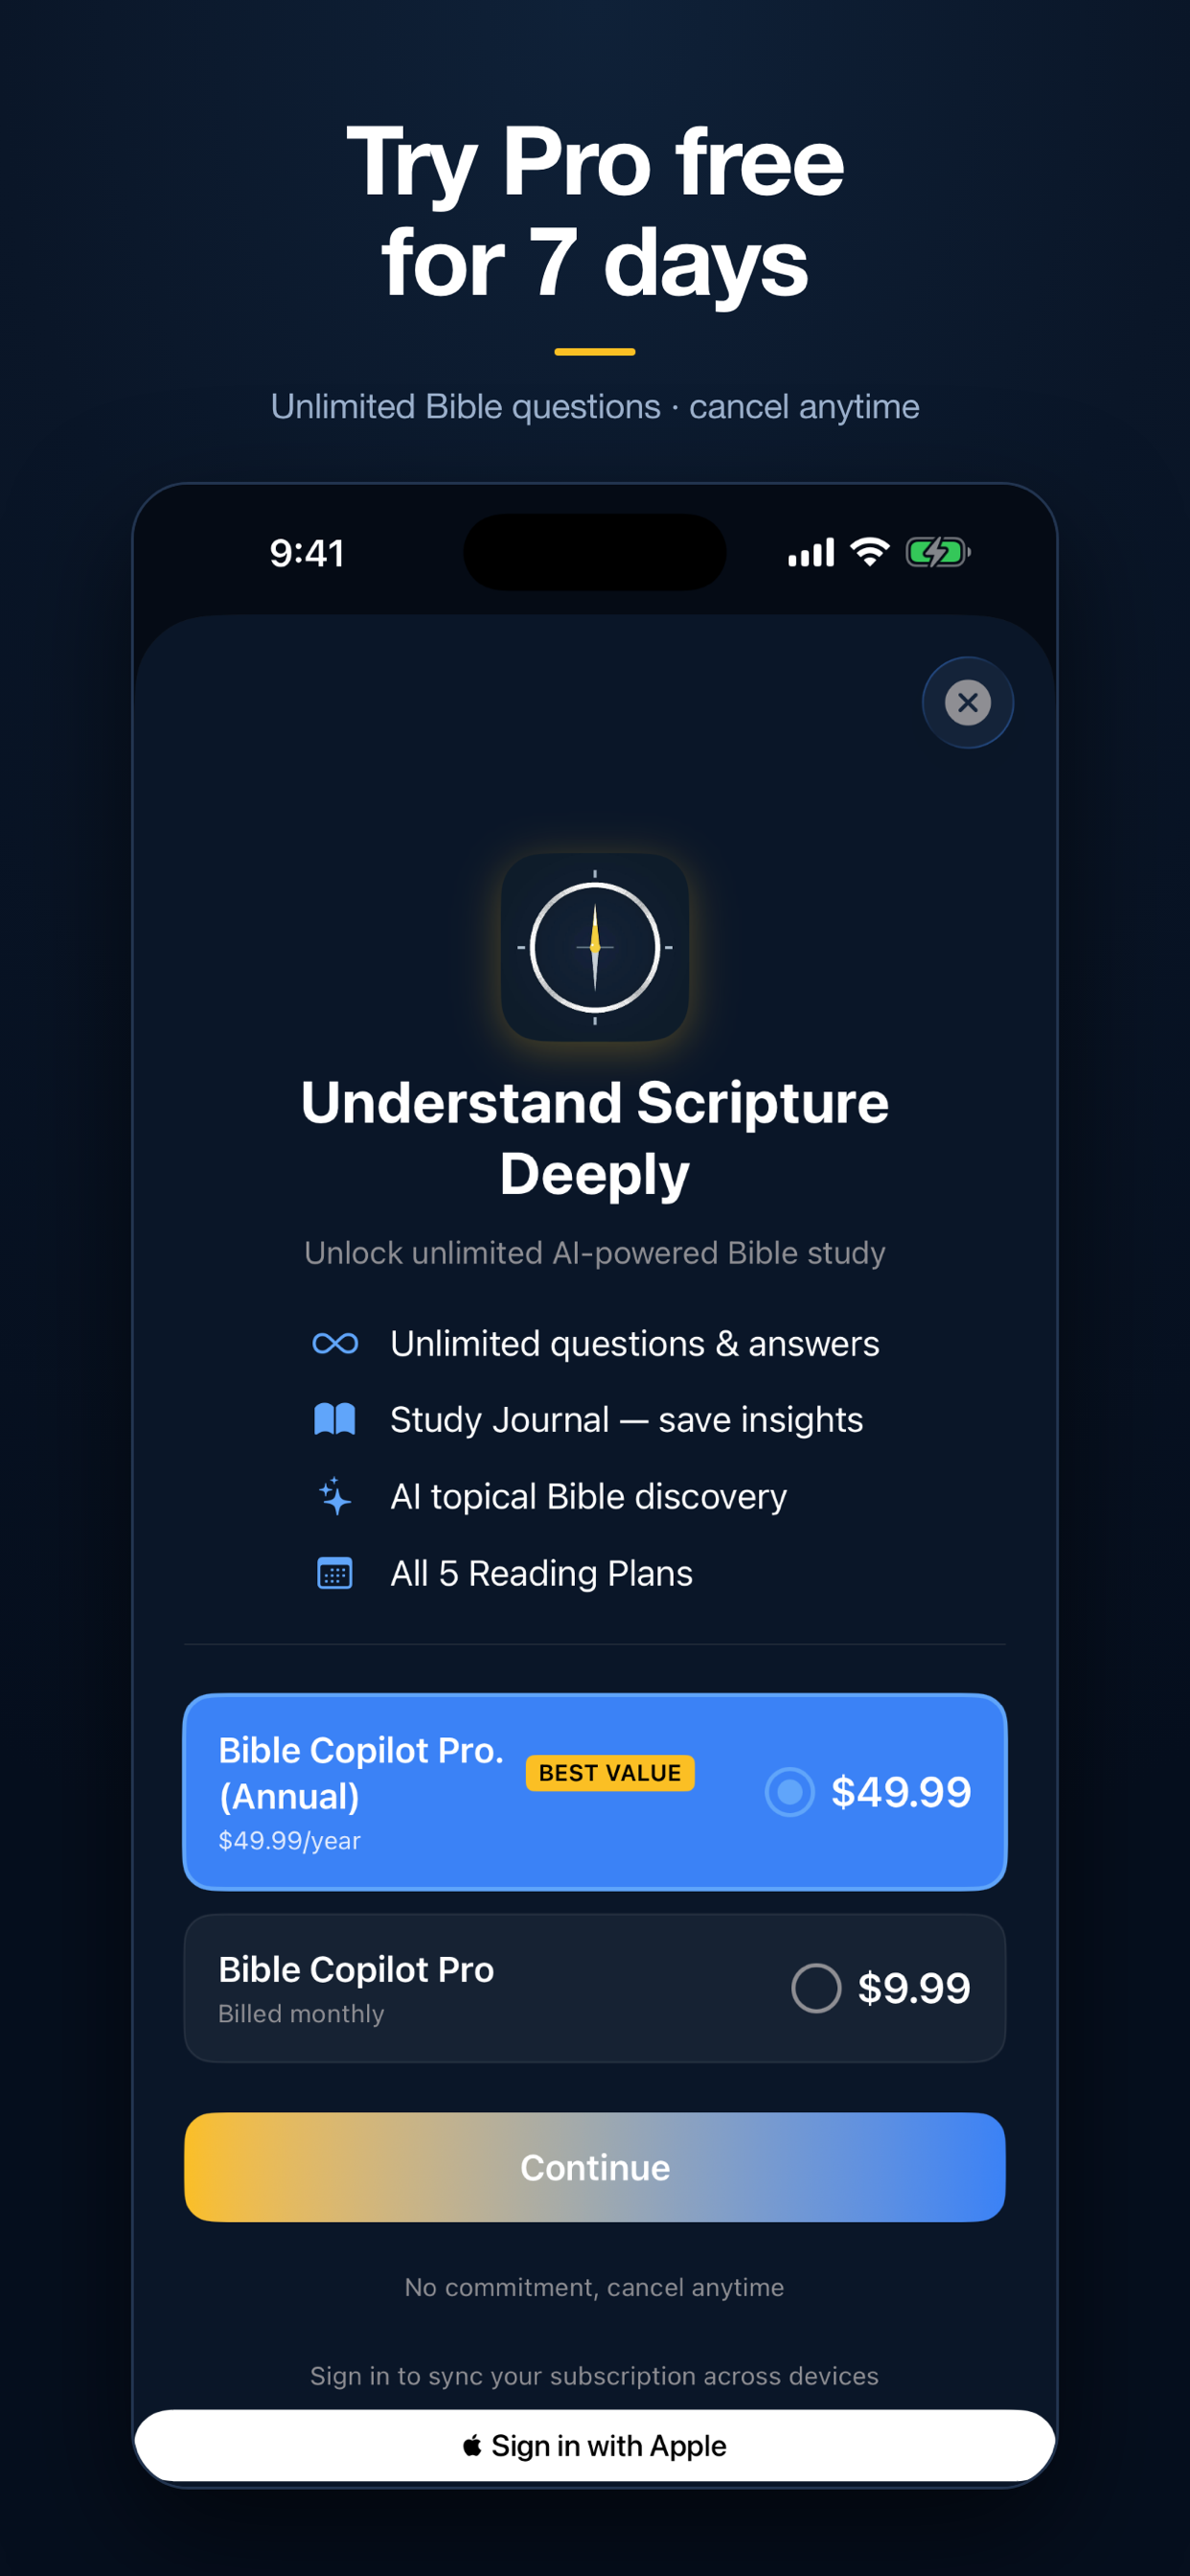 Try Pro free
for 7 days
Unlimited Bible questions · cancel anytime
9:41
Understand Scripture
Deeply
Unlock unlimited AI-powered Bible study
Unlimited questions & answers
Study Journal — save insights
AI topical Bible discovery
All 5 Reading Plans
Bible Copilot Pro.
(Annual)
BEST VALUE
$49.99
$49.99/year
Bible Copilot Pro
$9.99
Billed monthly
Continue
No commitment, cancel anytime
Sign in to sync your subscription across devices
Sign in with Apple